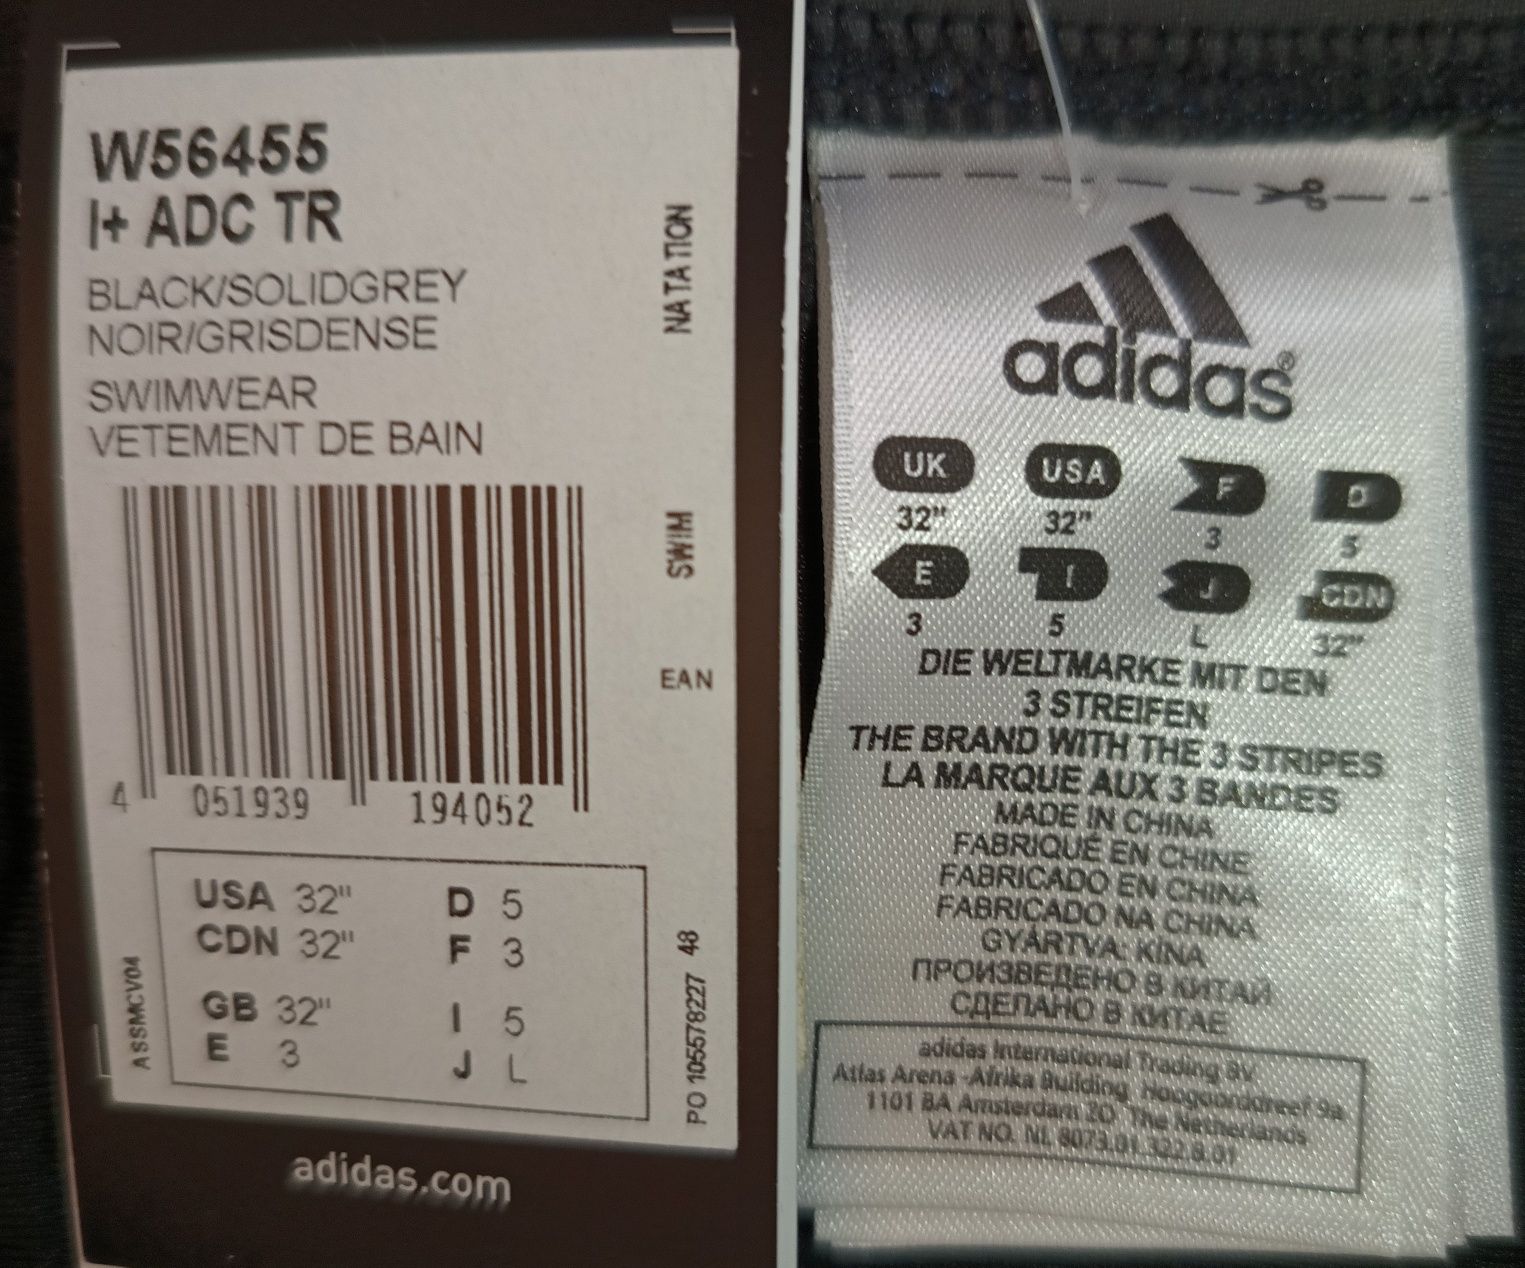 W56455
I+ ADC TR
BLACK/SOLIDGREY
NOIR/GRISDENSE
SWIMWEAR
VETEMENT DE BAIN
NATATION
SWIM
EAN
4 051939 194052
USA 32" D 5
CDN 32" F 3
GB 32" I 5
E 3 J L
ASSMCV04
PO 105578227 48
adidas.com
adidas®
UK USA F D
32" 32" 3 5
E I J CDN
3 5 L 32"
DIE WELTMARKE MIT DEN
3 STREIFEN
THE BRAND WITH THE 3 STRIPES
LA MARQUE AUX 3 BANDES
MADE IN CHINA
FABRIQUÉ EN CHINE
FABRICADO EN CHINA
FABRICADO NA CHINA
GYÁRTVA. KÍNA
ПРОИЗВЕДЕНО В КИТАЙ
СДЕЛАНО В КИТАЕ
adidas International Trading BV
Atlas Arena -Afrika Building, Hoogoorddreef 9a
1101 BA Amsterdam ZO The Netherlands
VAT NO. NL 8073.01.322.B.01